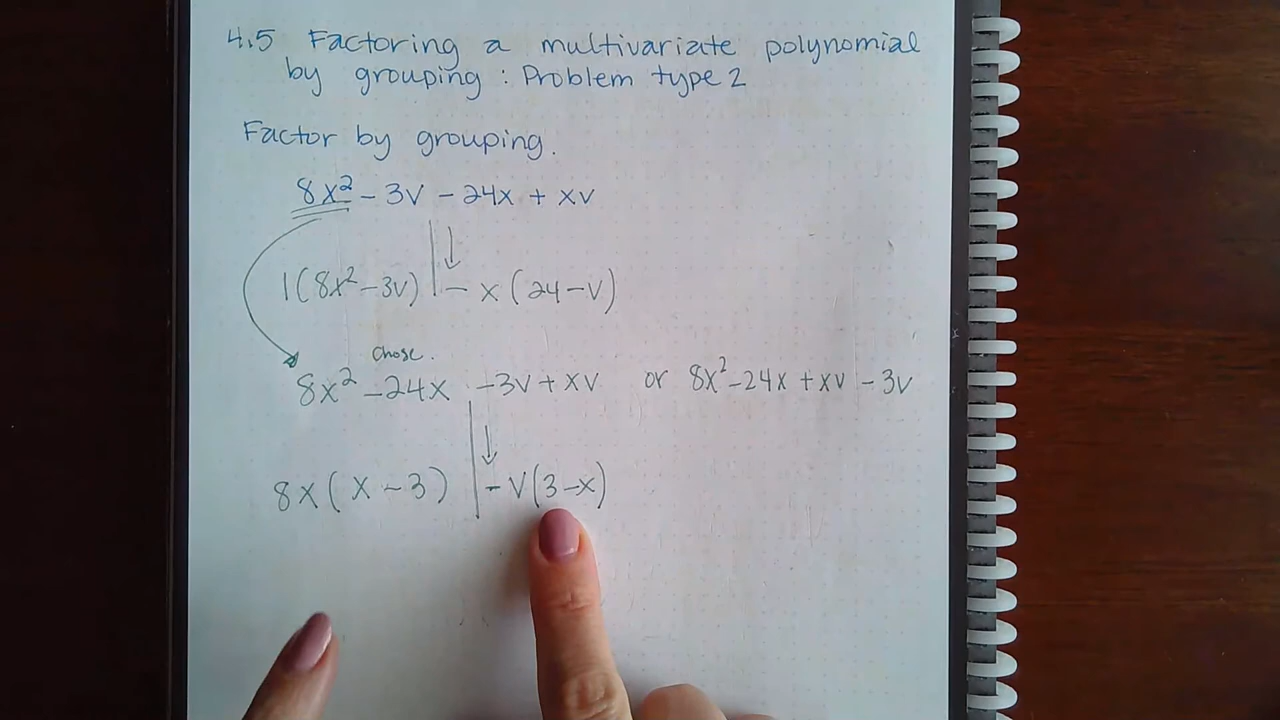 4.5 Factoring a multivariate polynomial
by grouping : Problem type 2
Factor by grouping.
8x² - 3v - 24x + xv
1(8x² - 3v) | - x(24 - v)
chose.
8x² - 24x - 3v + xv or 8x² - 24x + xv - 3v
8x(x - 3) | - v(3 - x)